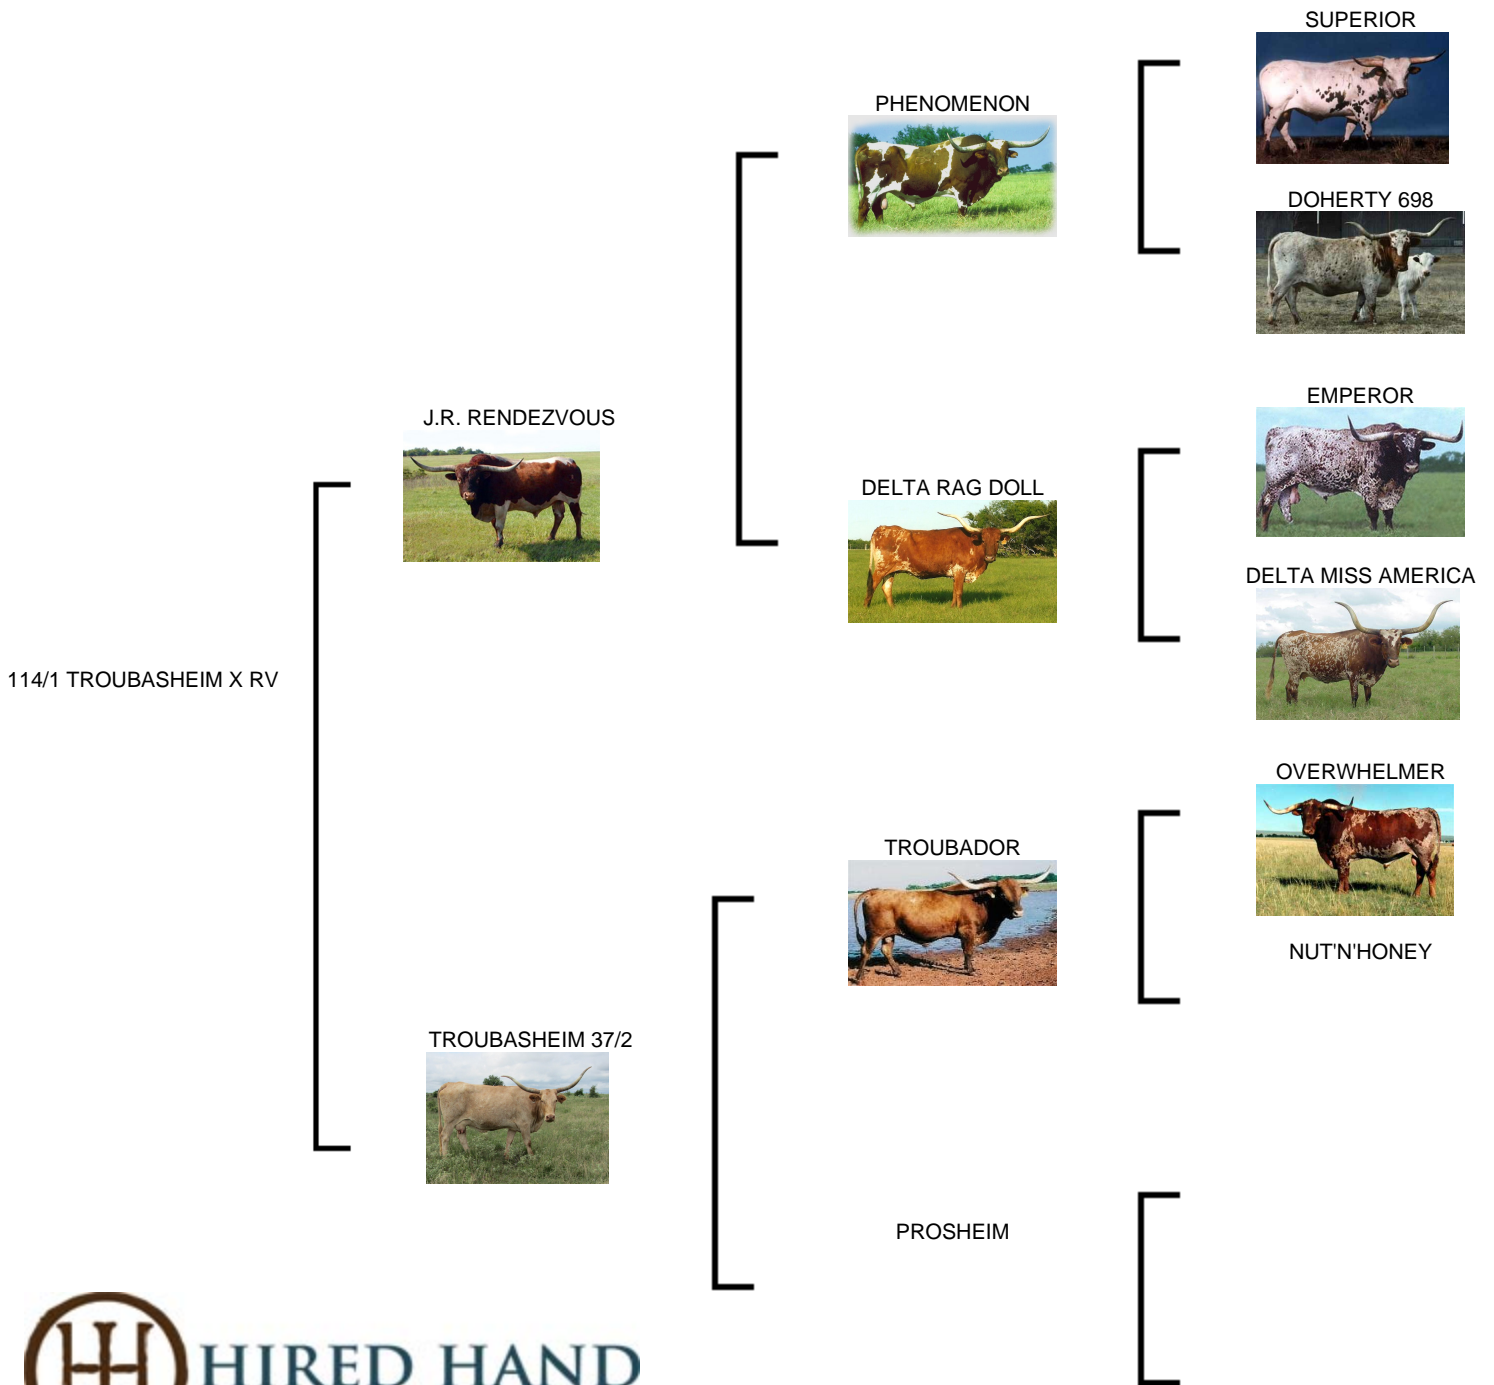 SUPERIOR
PHENOMENON
DOHERTY 698
EMPEROR
J.R. RENDEZVOUS
DELTA RAG DOLL
DELTA MISS AMERICA
114/1 TROUBASHEIM X RV
OVERWHELMER
TROUBADOR
NUT'N'HONEY
TROUBASHEIM 37/2
PROSHEIM
HIRED HAND